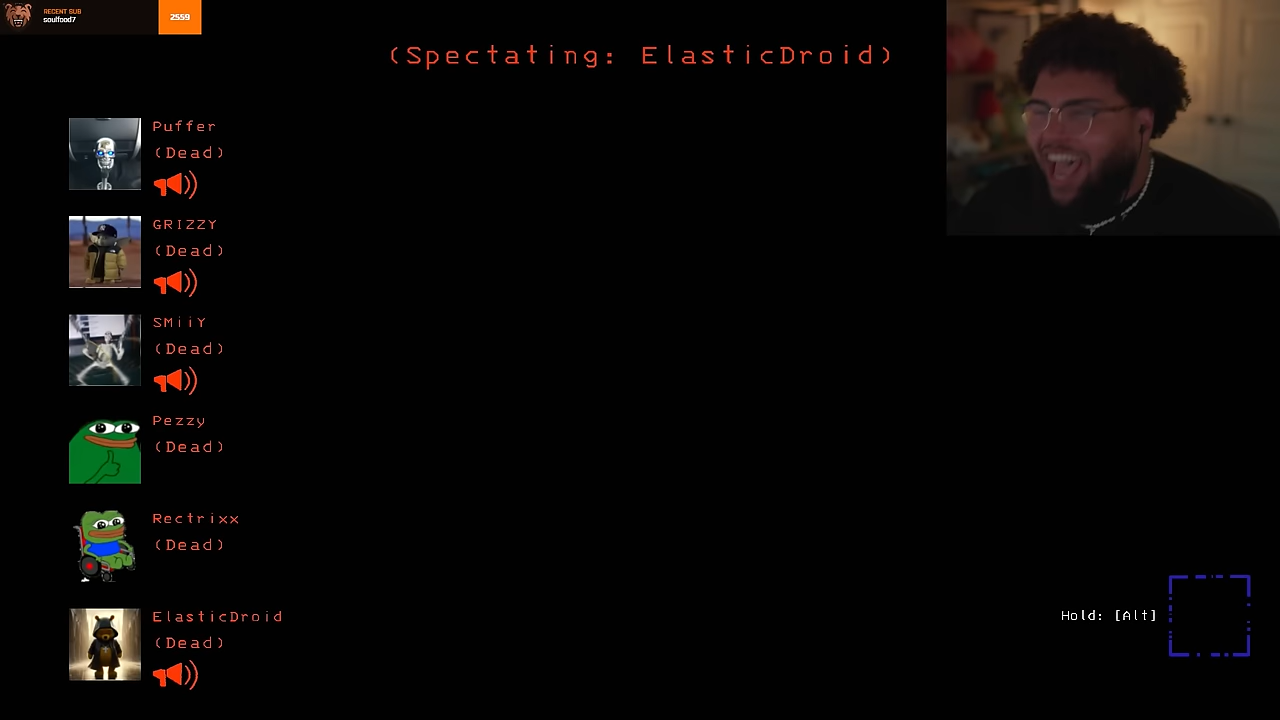 RECENT SUB
soulfood7
2559
(Spectating: ElasticDroid)
Puffer
(Dead)
GRIZZY
(Dead)
SMiiY
(Dead)
Pezzy
(Dead)
Rectrixx
(Dead)
ElasticDroid
(Dead)
Hold: [Alt]